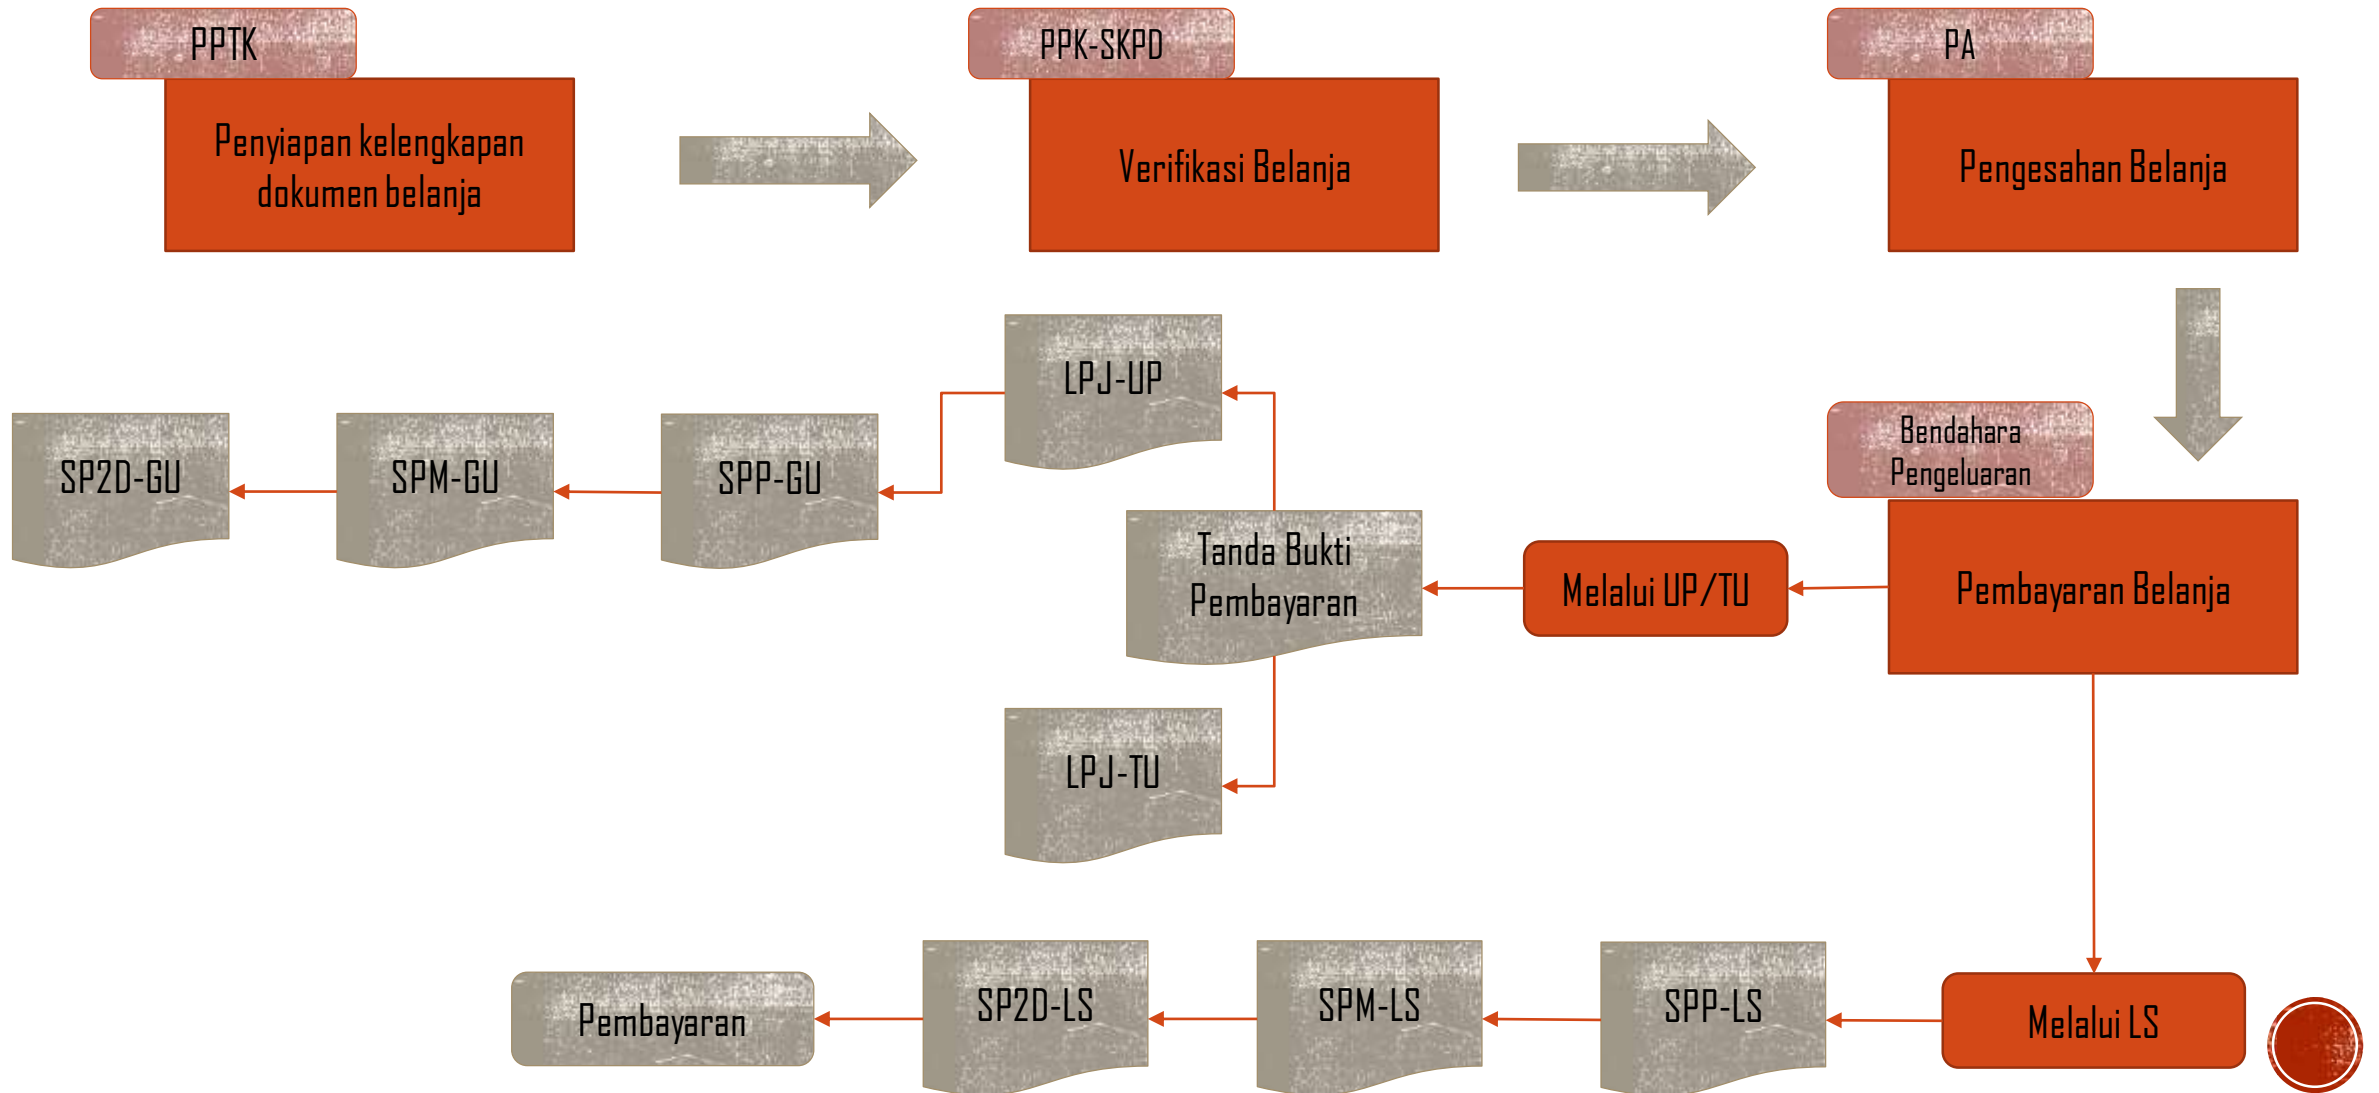 PPTK
PPK-SKPD
PA
Penyiapan kelengkapan
dokumen belanja
Verifikasi Belanja
Pengesahan Belanja
LPJ-UP
Bendahara
Pengeluaran
SP2D-GU
SPM-GU
SPP-GU
Tanda Bukti
Pembayaran
Melalui UP/TU
Pembayaran Belanja
LPJ-TU
Pembayaran
SP2D-LS
SPM-LS
SPP-LS
Melalui LS